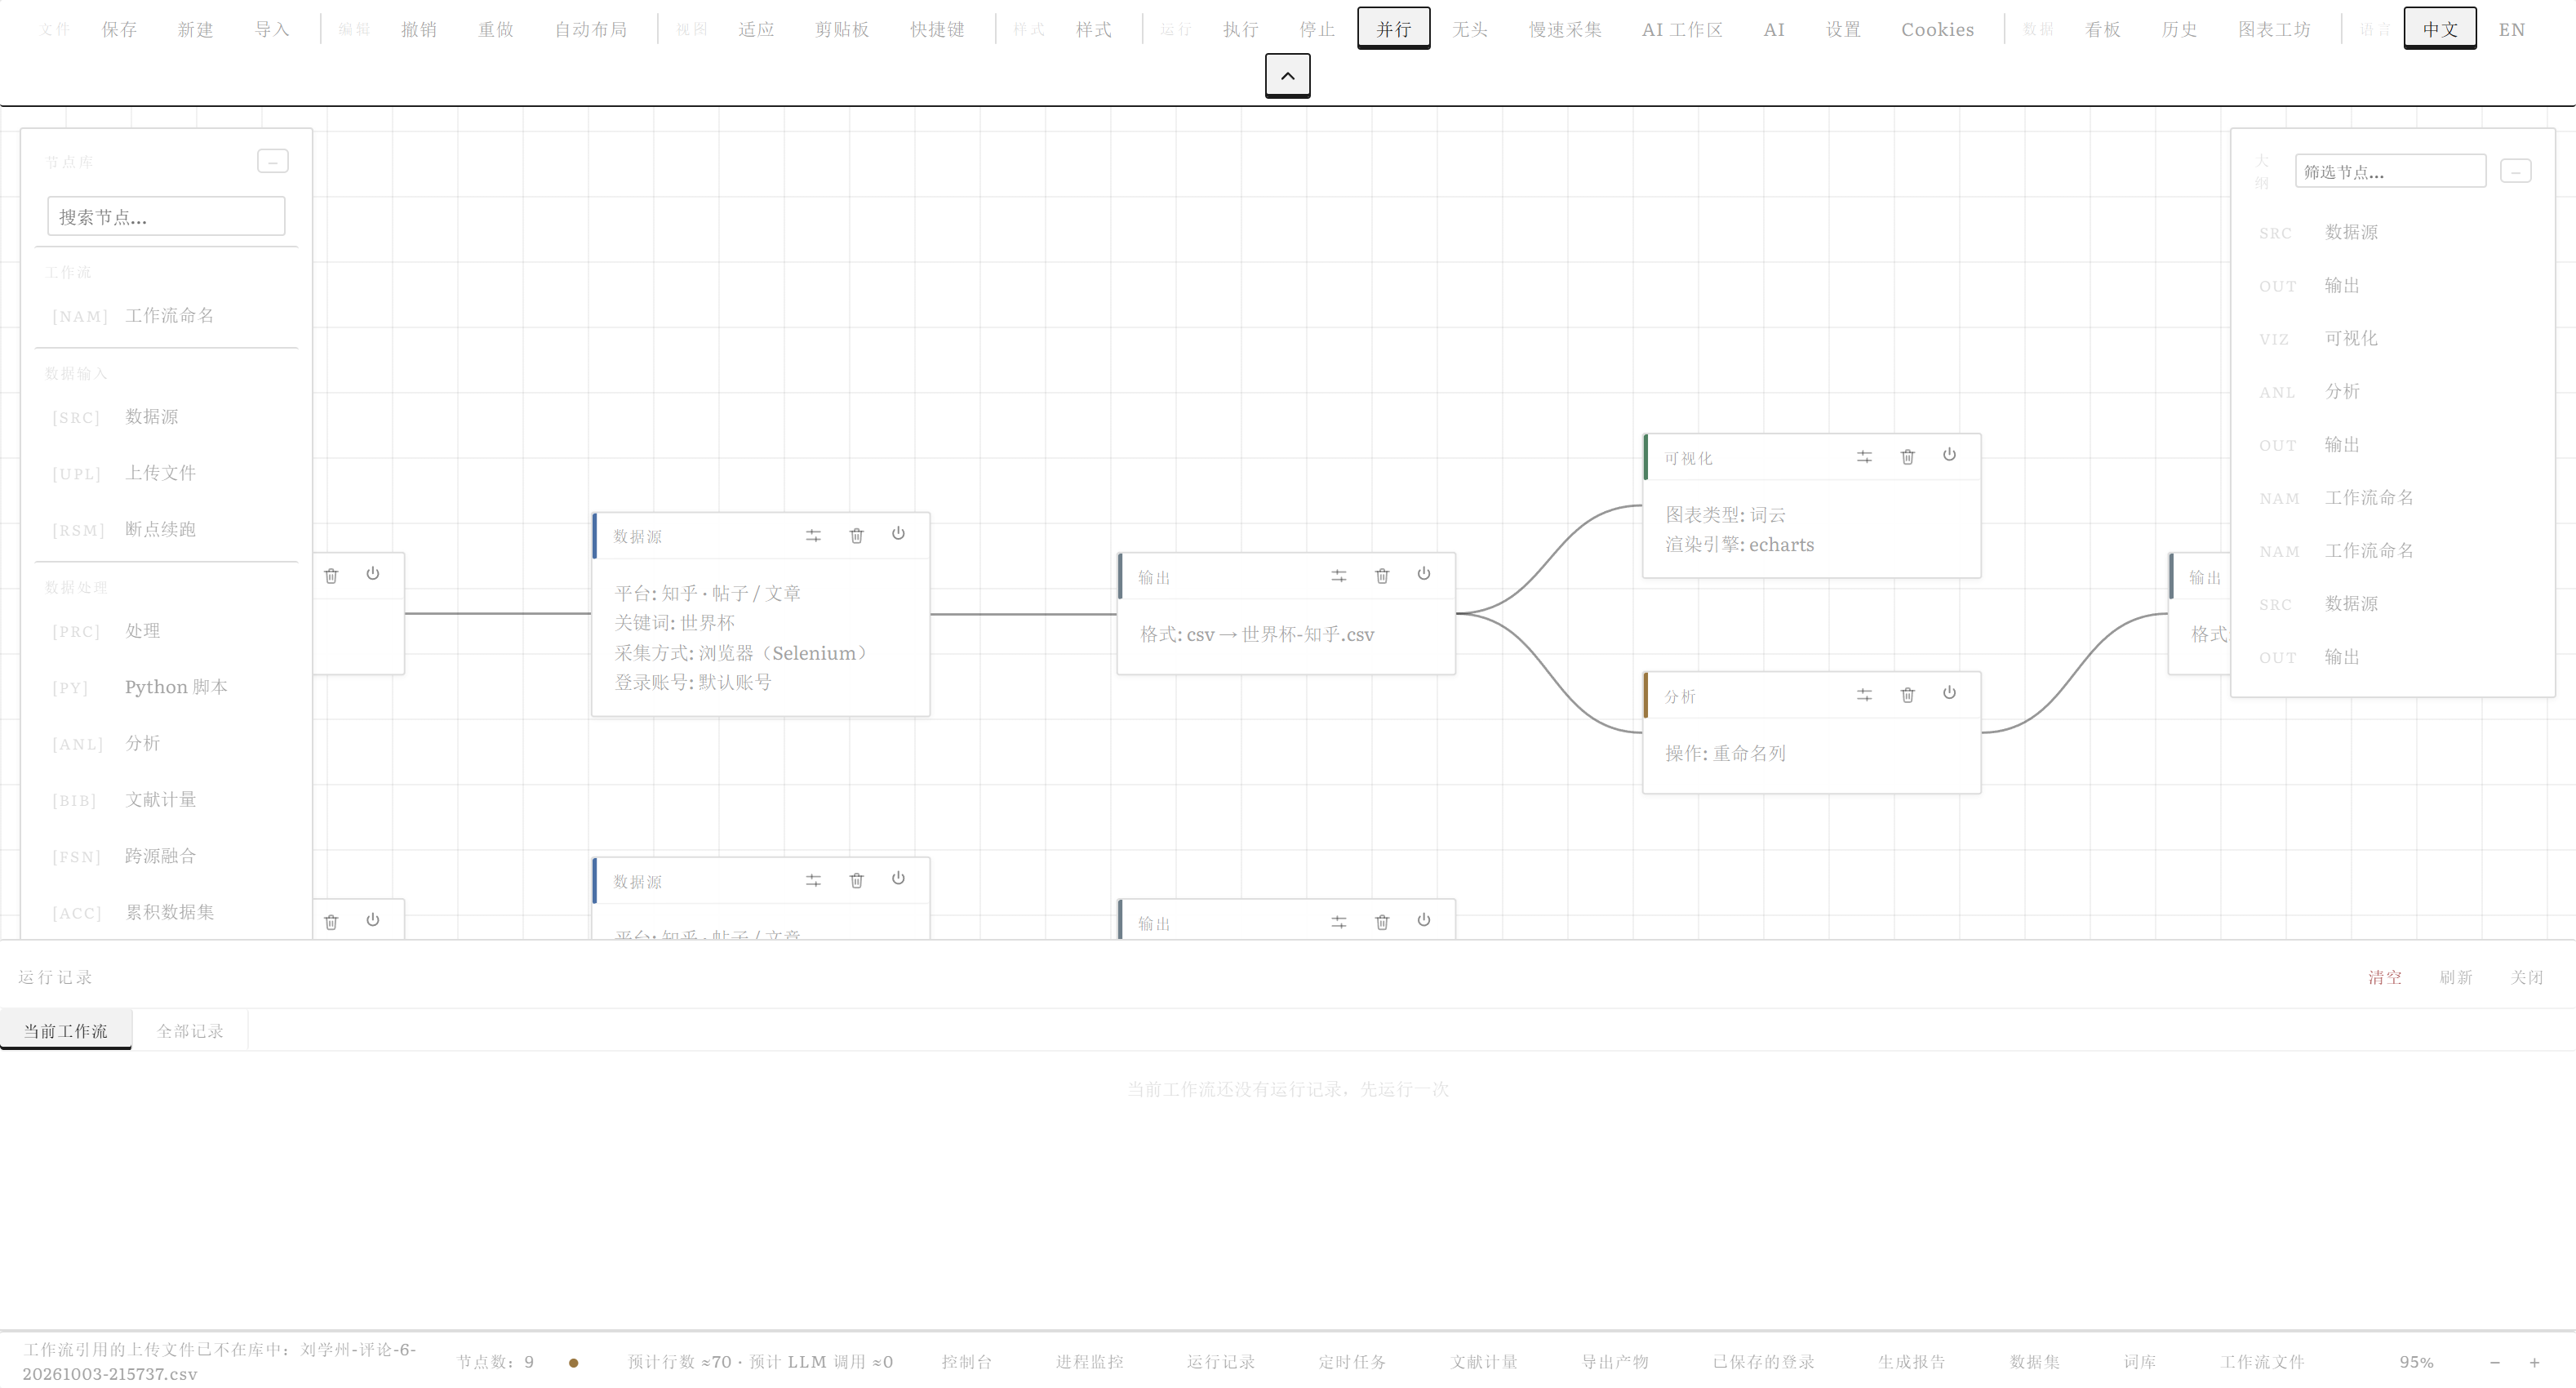 文件 保存 新建 导入 编辑 撤销 重做 自动布局 视图 适应 剪贴板 快捷键 样式 样式 运行 执行 停止 并行 无头 慢速采集 AI 工作区 AI 设置 Cookies 数据 看板 历史 图表工坊 语言 中文 EN
节点库
搜索节点...
工作流
[NAM] 工作流命名
数据输入
[SRC] 数据源
[UPL] 上传文件
[RSM] 断点续跑
数据处理
[PRC] 处理
[PY] Python 脚本
[ANL] 分析
[BIB] 文献计量
[FSN] 跨源融合
[ACC] 累积数据集
数据源
平台: 知乎 · 帖子 / 文章
关键词: 世界杯
采集方式: 浏览器（Selenium）
登录账号: 默认账号
输出
格式: csv → 世界杯-知乎.csv
可视化
图表类型: 词云
渲染引擎: echarts
分析
操作: 重命名列
输出
格式
数据源
平台: 知乎 · 帖子 / 文章
输出
大纲
筛选节点...
SRC 数据源
OUT 输出
VIZ 可视化
ANL 分析
OUT 输出
NAM 工作流命名
NAM 工作流命名
SRC 数据源
OUT 输出
运行记录
清空 刷新 关闭
当前工作流 全部记录
当前工作流还没有运行记录，先运行一次
工作流引用的上传文件已不在库中：刘学州-评论-6-
20261003-215737.csv
节点数：9
预计行数 ≈70 · 预计 LLM 调用 ≈0
控制台 进程监控 运行记录 定时任务 文献计量 导出产物 已保存的登录 生成报告 数据集 词库 工作流文件 95% − +